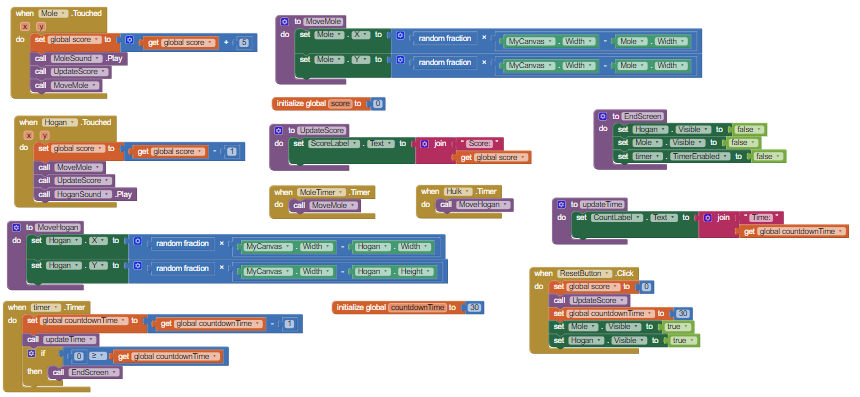 when Mole .Touched
x y
do set global score to get global score + 5
call MoleSound .Play
call UpdateScore
call MoveMole
to MoveMole
do set Mole . X to random fraction × MyCanvas . Width - Mole . Width
set Mole . Y to random fraction × MyCanvas . Width - Mole . Width
initialize global score to 0
when Hogan .Touched
x y
do set global score to get global score - 1
call MoveMole
call UpdateScore
call HoganSound .Play
to UpdateScore
do set ScoreLabel . Text to join " Score: "
get global score
to EndScreen
do set Hogan . Visible to false
set Mole . Visible to false
set timer . TimerEnabled to false
when MoleTimer .Timer
do call MoveMole
when Hulk .Timer
do call MoveHogan
to updateTime
do set CountLabel . Text to join " Time: "
get global countdownTime
to MoveHogan
do set Hogan . X to random fraction × MyCanvas . Width - Hogan . Width
set Hogan . Y to random fraction × MyCanvas . Width - Hogan . Height
when ResetButton .Click
do set global score to 0
call UpdateScore
set global countdownTime to 30
set Mole . Visible to true
set Hogan . Visible to true
when timer .Timer
do set global countdownTime to get global countdownTime - 1
call updateTime
if 0 ≥ get global countdownTime
then call EndScreen
initialize global countdownTime to 30